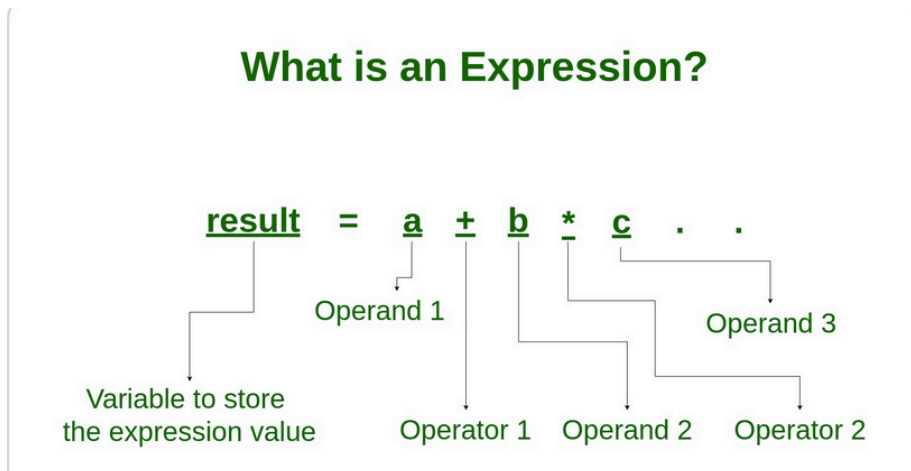 What is an Expression?
result = a + b * c . .
Operand 1
Operand 3
Variable to store
the expression value
Operator 1 Operand 2 Operator 2